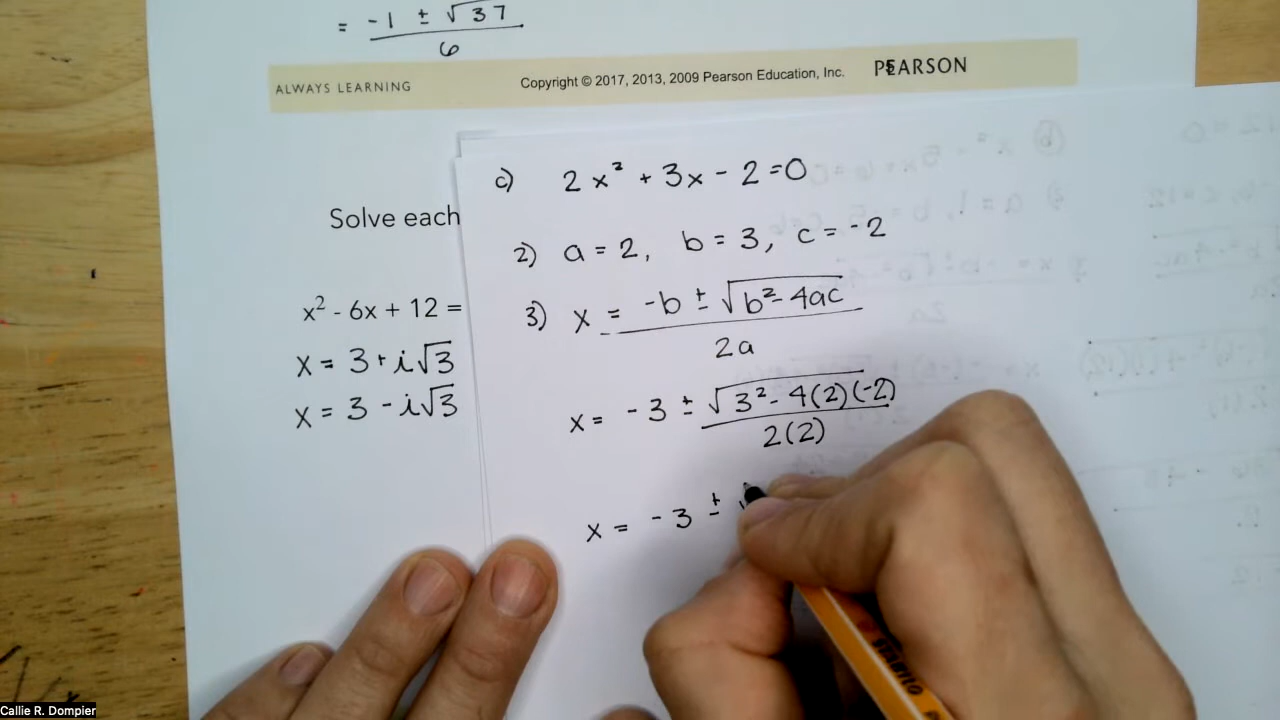 = -1 ± √37
6
ALWAYS LEARNING Copyright © 2017, 2013, 2009 Pearson Education, Inc. PEARSON
c) 2x² + 3x - 2 = 0
Solve each
2) a = 2, b = 3, c = -2
x² - 6x + 12 =
3) x = -b ± √b² - 4ac
2a
x = 3 + i√3
x = 3 - i√3
x = -3 ± √3² - 4(2)(-2)
2(2)
x = -3 ±
Callie R. Dompier